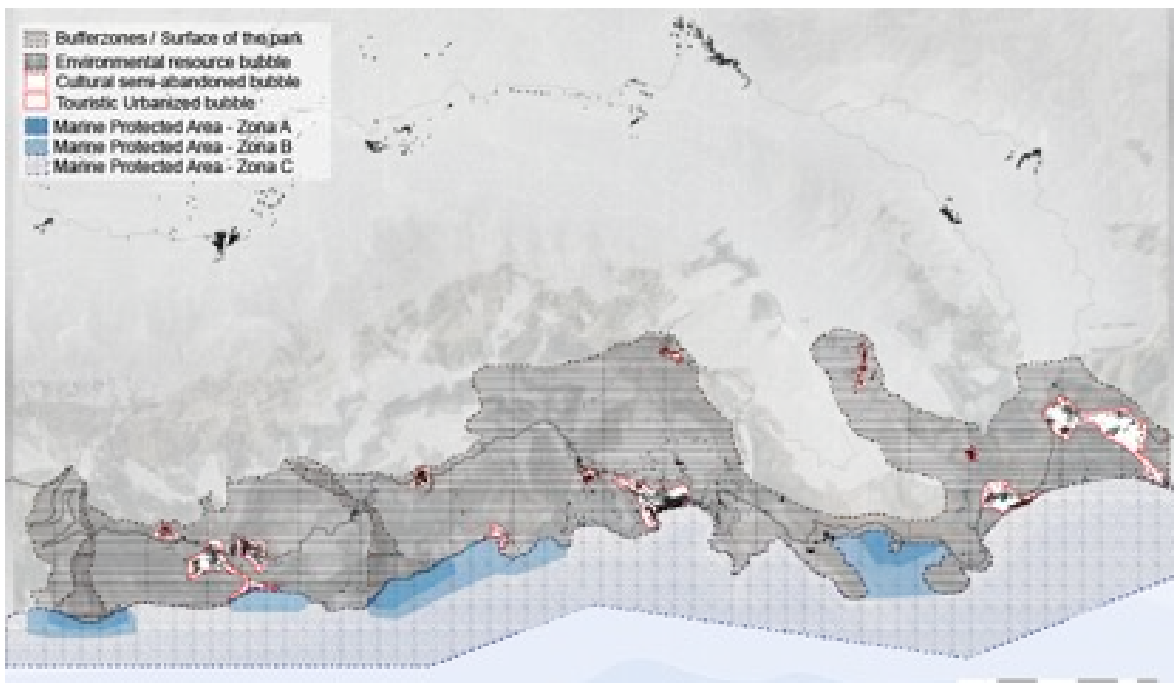 Bufferzones / Surface of the park
Environmental resource bubble
Cultural semi-abandoned bubble
Touristic Urbanized bubble
Marine Protected Area - Zona A
Marine Protected Area - Zona B
Marine Protected Area - Zona C